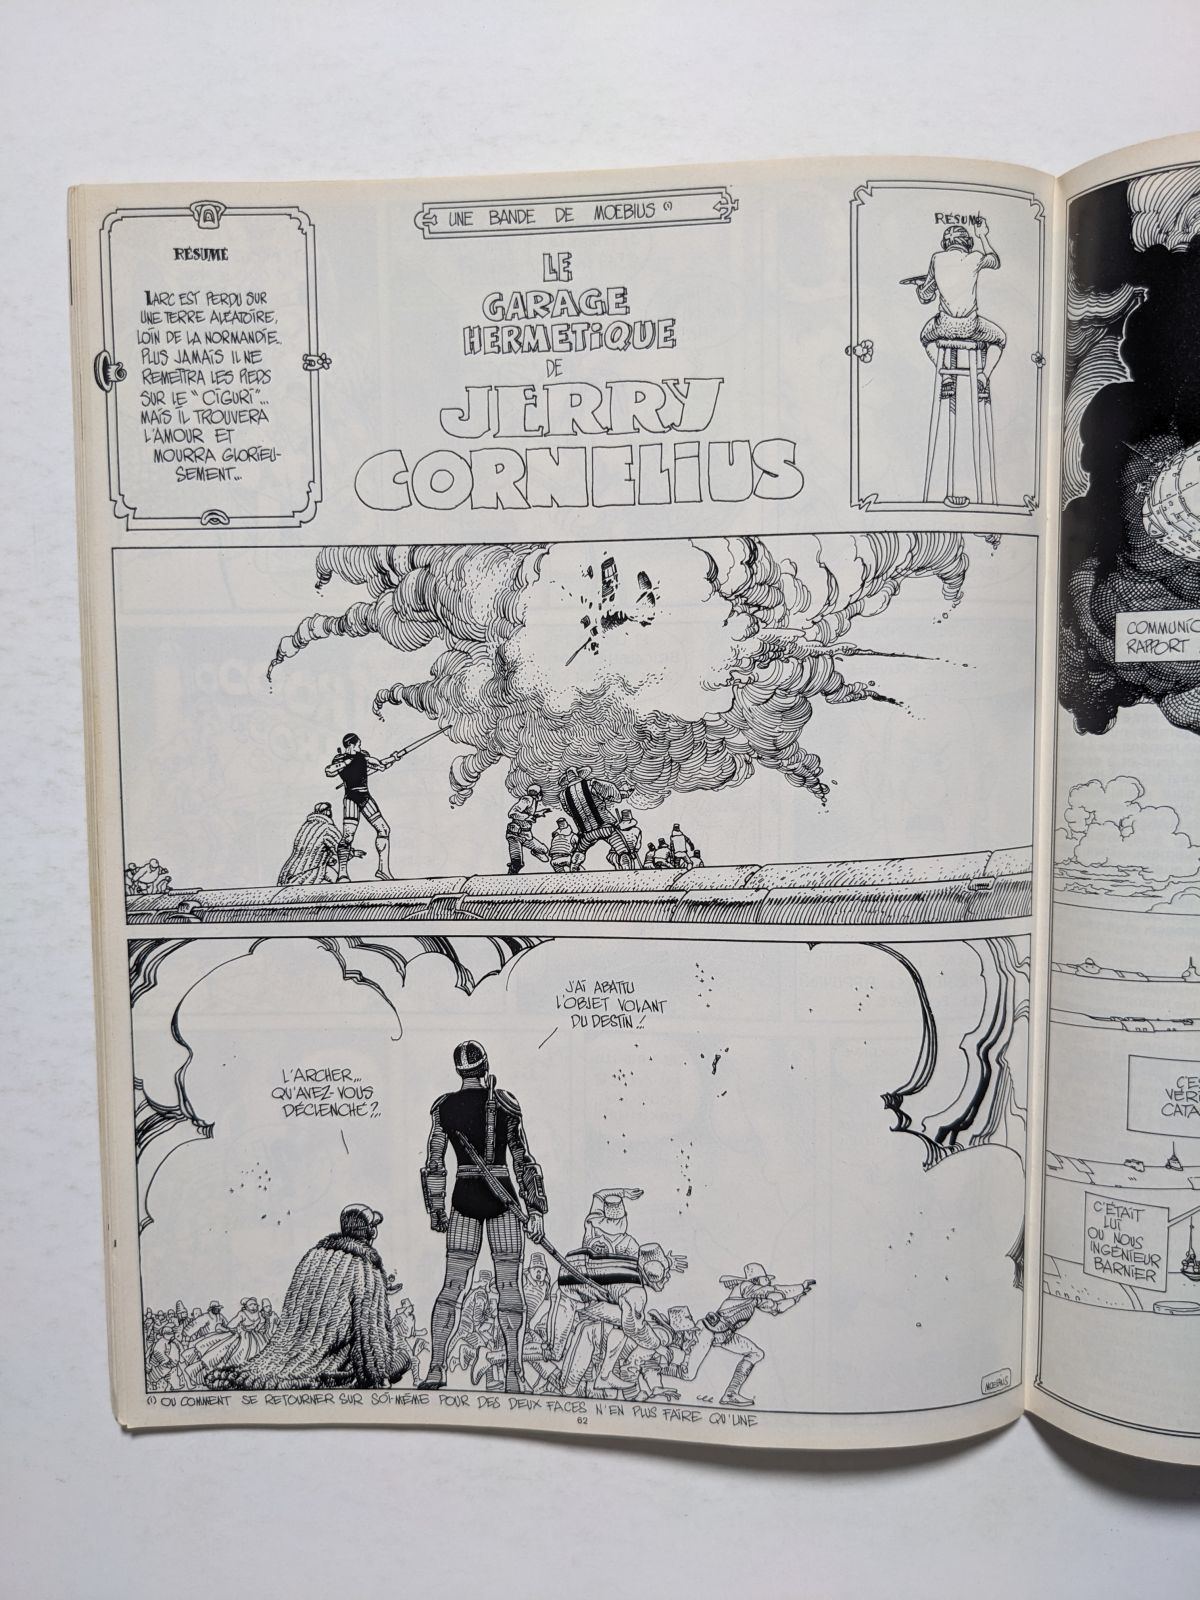 RÉSUMÉ
LARC EST PERDU SUR
UNE TERRE ALÉATOIRE,
LOIN DE LA NORMANDIE..
PLUS JAMAIS IL NE
REMETTRA LES PIEDS
SUR LE "CIGURI"...
MAIS IL TROUVERA
L'AMOUR ET
MOURRA GLORIEU-
SEMENT...
UNE BANDE DE MOEBIUS (1)
LE
GARAGE
HERMETIQUE
DE
JERRY
CORNELIUS
RÉSUMÉ
J'AI ABATTU
L'OBJET VOLANT
DU DESTIN!..
L'ARCHER...
QU'AVEZ-VOUS
DÉCLENCHÉ?..
MOEBIUS
(1) OU COMMENT SE RETOURNER SUR SOI-MÊME POUR DES DEUX FACES N'EN PLUS FAIRE QU'UNE
62
COMMUNIC
RAPPORT
C'ES
VERI
CATA
C'ÉTAIT
LUI
OU NOUS
INGÉNIEUR
BARNIER